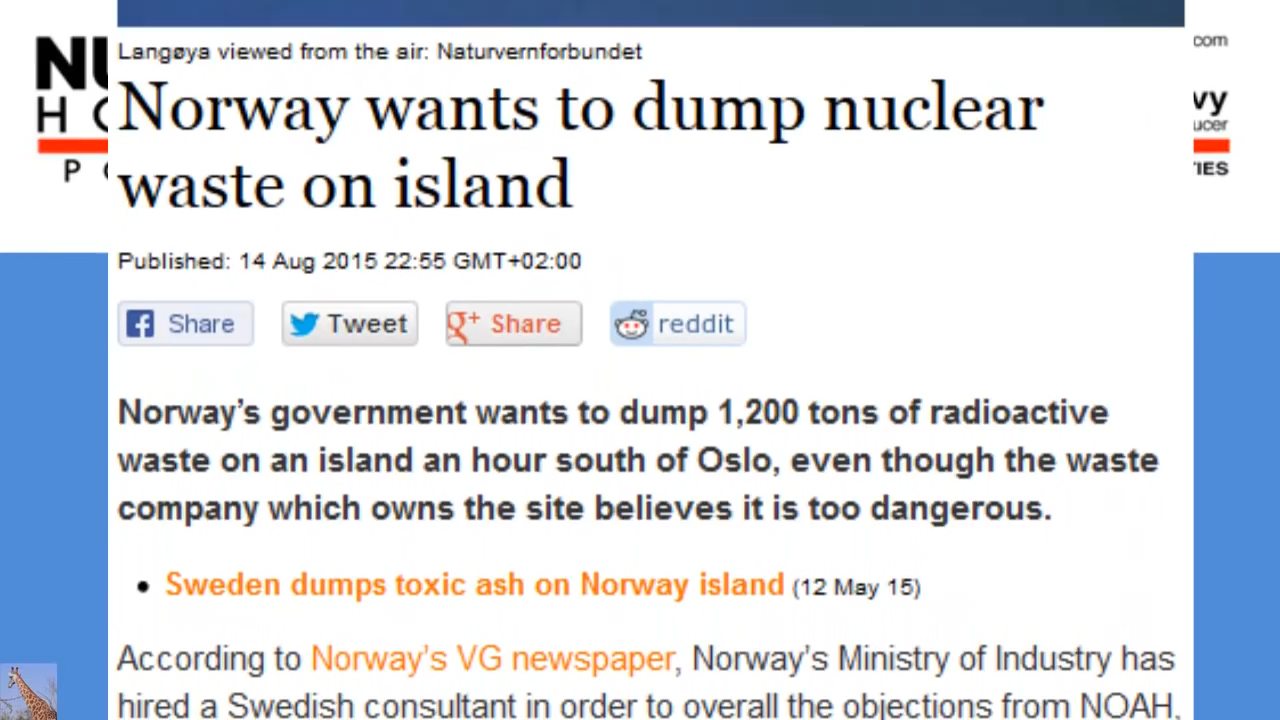 Langøya viewed from the air: Naturvernforbundet
Norway wants to dump nuclear
waste on island
Published: 14 Aug 2015 22:55 GMT+02:00
Share Tweet Share reddit
Norway's government wants to dump 1,200 tons of radioactive
waste on an island an hour south of Oslo, even though the waste
company which owns the site believes it is too dangerous.
• Sweden dumps toxic ash on Norway island (12 May 15)
According to Norway's VG newspaper, Norway's Ministry of Industry has
hired a Swedish consultant in order to overall the objections from NOAH,